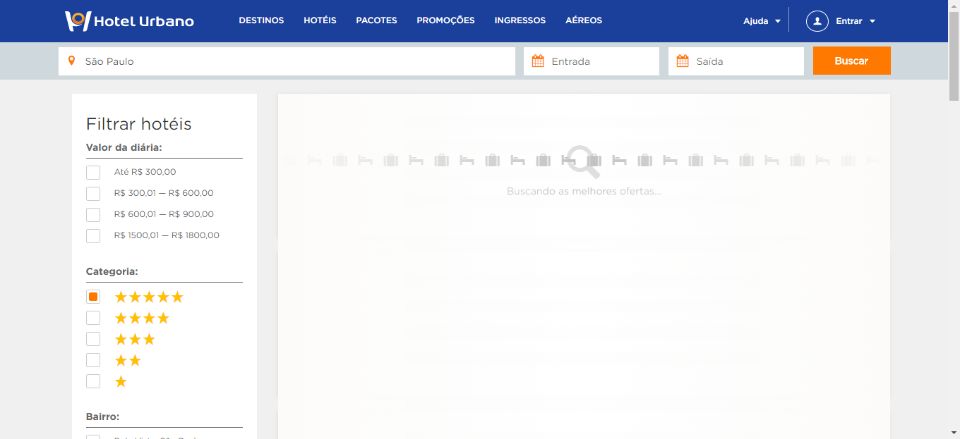 Hotel Urbano
DESTINOS HOTÉIS PACOTES PROMOÇÕES INGRESSOS AÉREOS
Ajuda
Entrar
São Paulo
Entrada
Saída
Buscar
Filtrar hotéis
Valor da diária:
Até R$ 300,00
R$ 300,01 — R$ 600,00
R$ 600,01 — R$ 900,00
R$ 1500,01 — R$ 1800,00
Categoria:
Bairro:
Buscando as melhores ofertas...